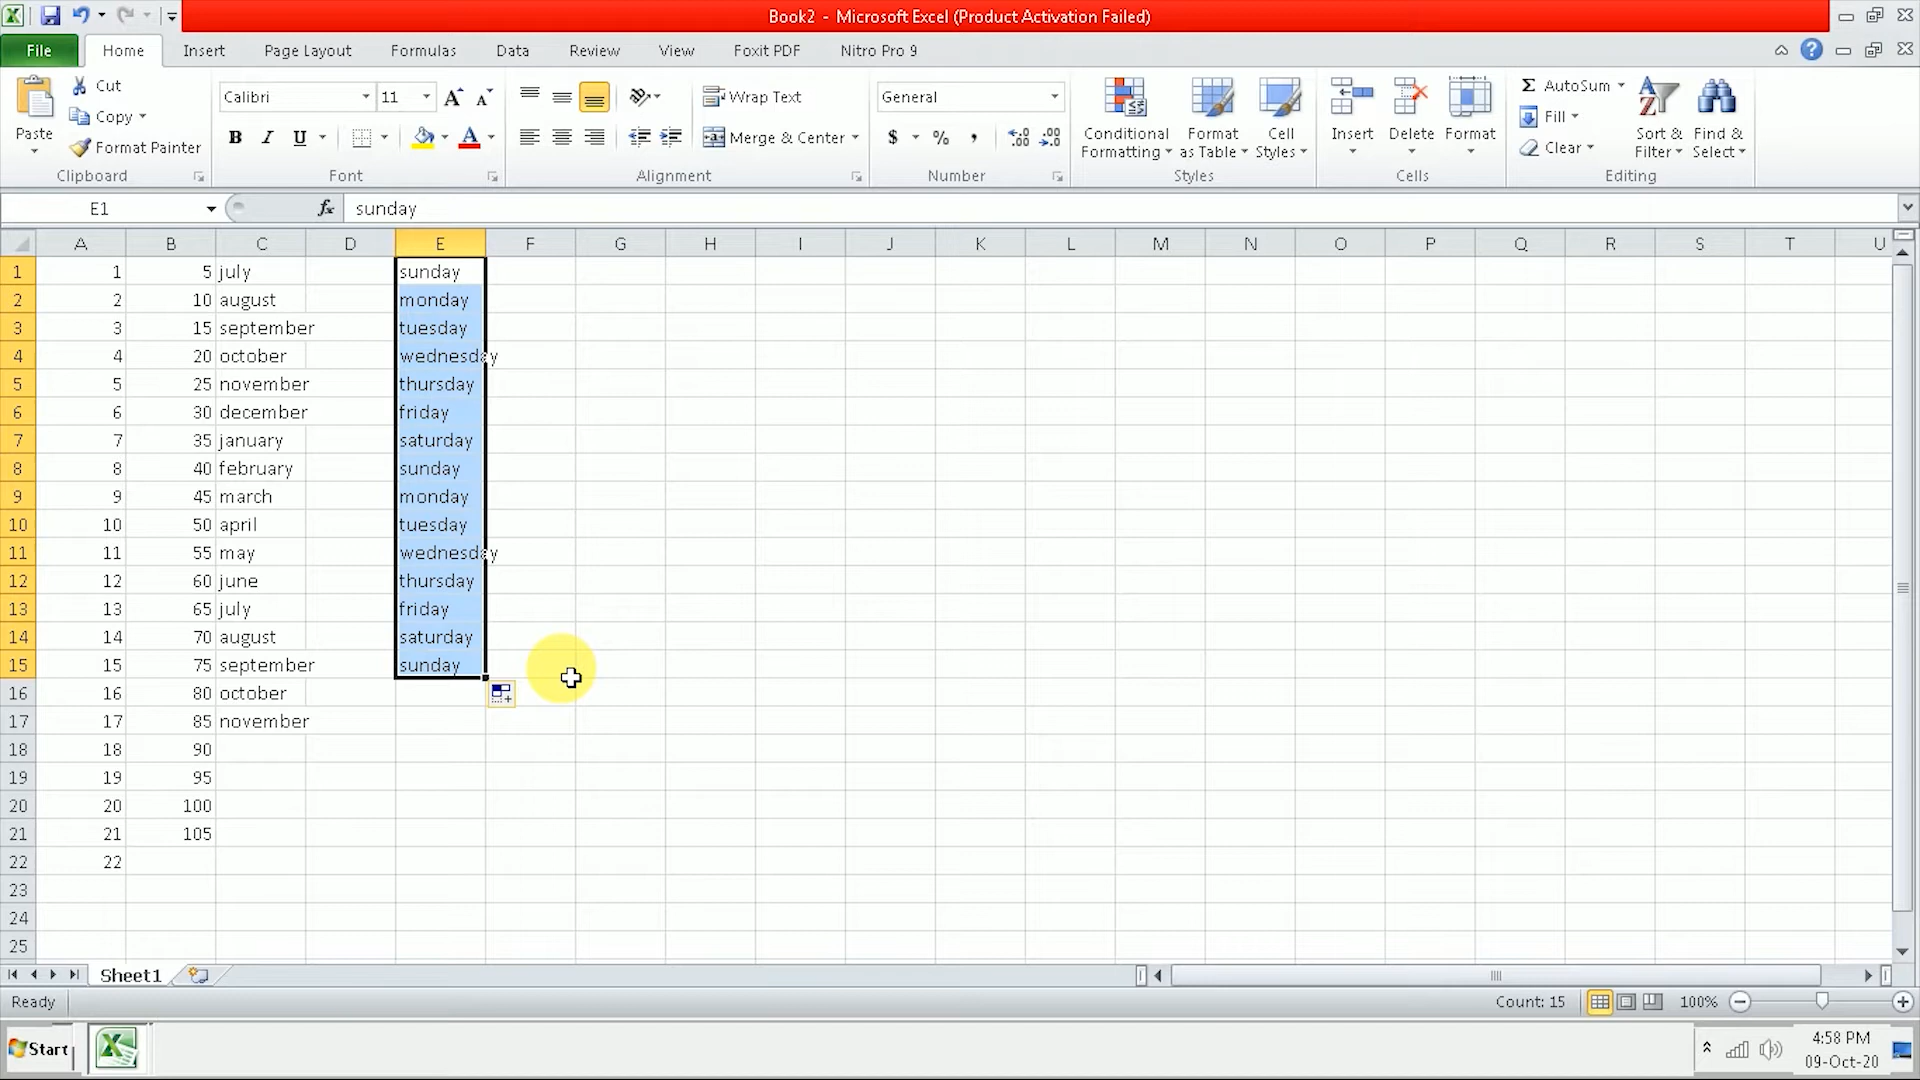 Book2 - Microsoft Excel (Product Activation Failed)
File Home Insert Page Layout Formulas Data Review View Foxit PDF Nitro Pro 9
Paste
Cut
Copy
Format Painter
Clipboard
Calibri 11
B I U A
Font
Wrap Text
Merge & Center
Alignment
General
$ % ,
Number
Conditional Formatting
Format as Table
Cell Styles
Styles
Insert
Delete
Format
Cells
Σ AutoSum
Fill
Clear
Sort & Filter
Find & Select
Editing
E1 fx sunday
A B C D E F G H I J K L M N O P Q R S T U
1 1 5 july sunday
2 2 10 august monday
3 3 15 september tuesday
4 4 20 october wednesday
5 5 25 november thursday
6 6 30 december friday
7 7 35 january saturday
8 8 40 february sunday
9 9 45 march monday
10 10 50 april tuesday
11 11 55 may wednesday
12 12 60 june thursday
13 13 65 july friday
14 14 70 august saturday
15 15 75 september sunday
16 16 80 october
17 17 85 november
18 18 90
19 19 95
20 20 100
21 21 105
22 22
23
24
25
Sheet1
Ready Count: 15 100%
Start 4:58 PM
09-Oct-20